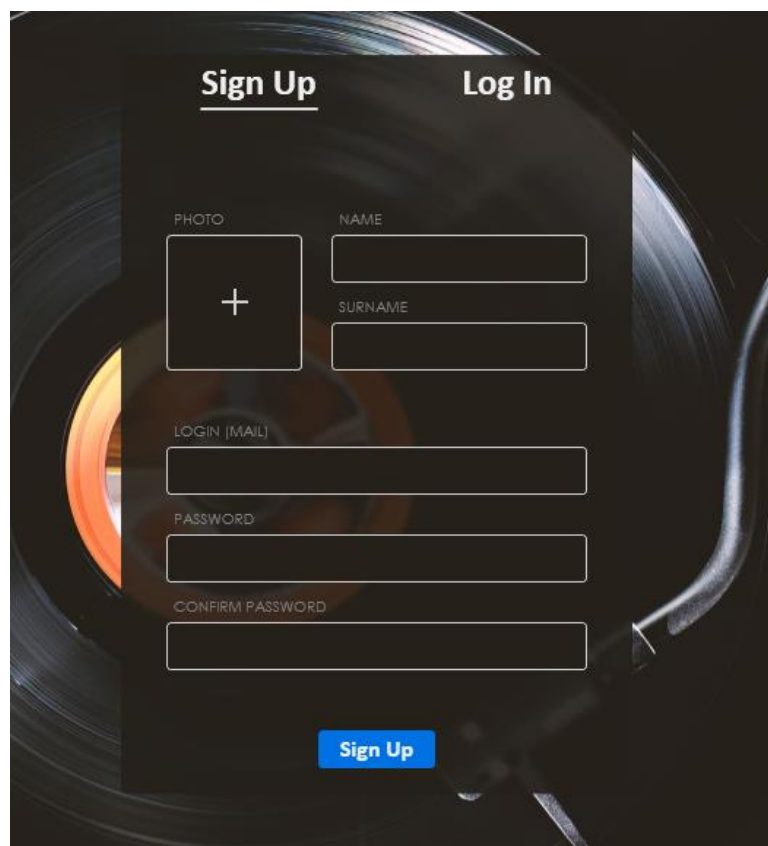 Sign Up Log In
PHOTO NAME
SURNAME
LOGIN (MAIL)
PASSWORD
CONFIRM PASSWORD
Sign Up